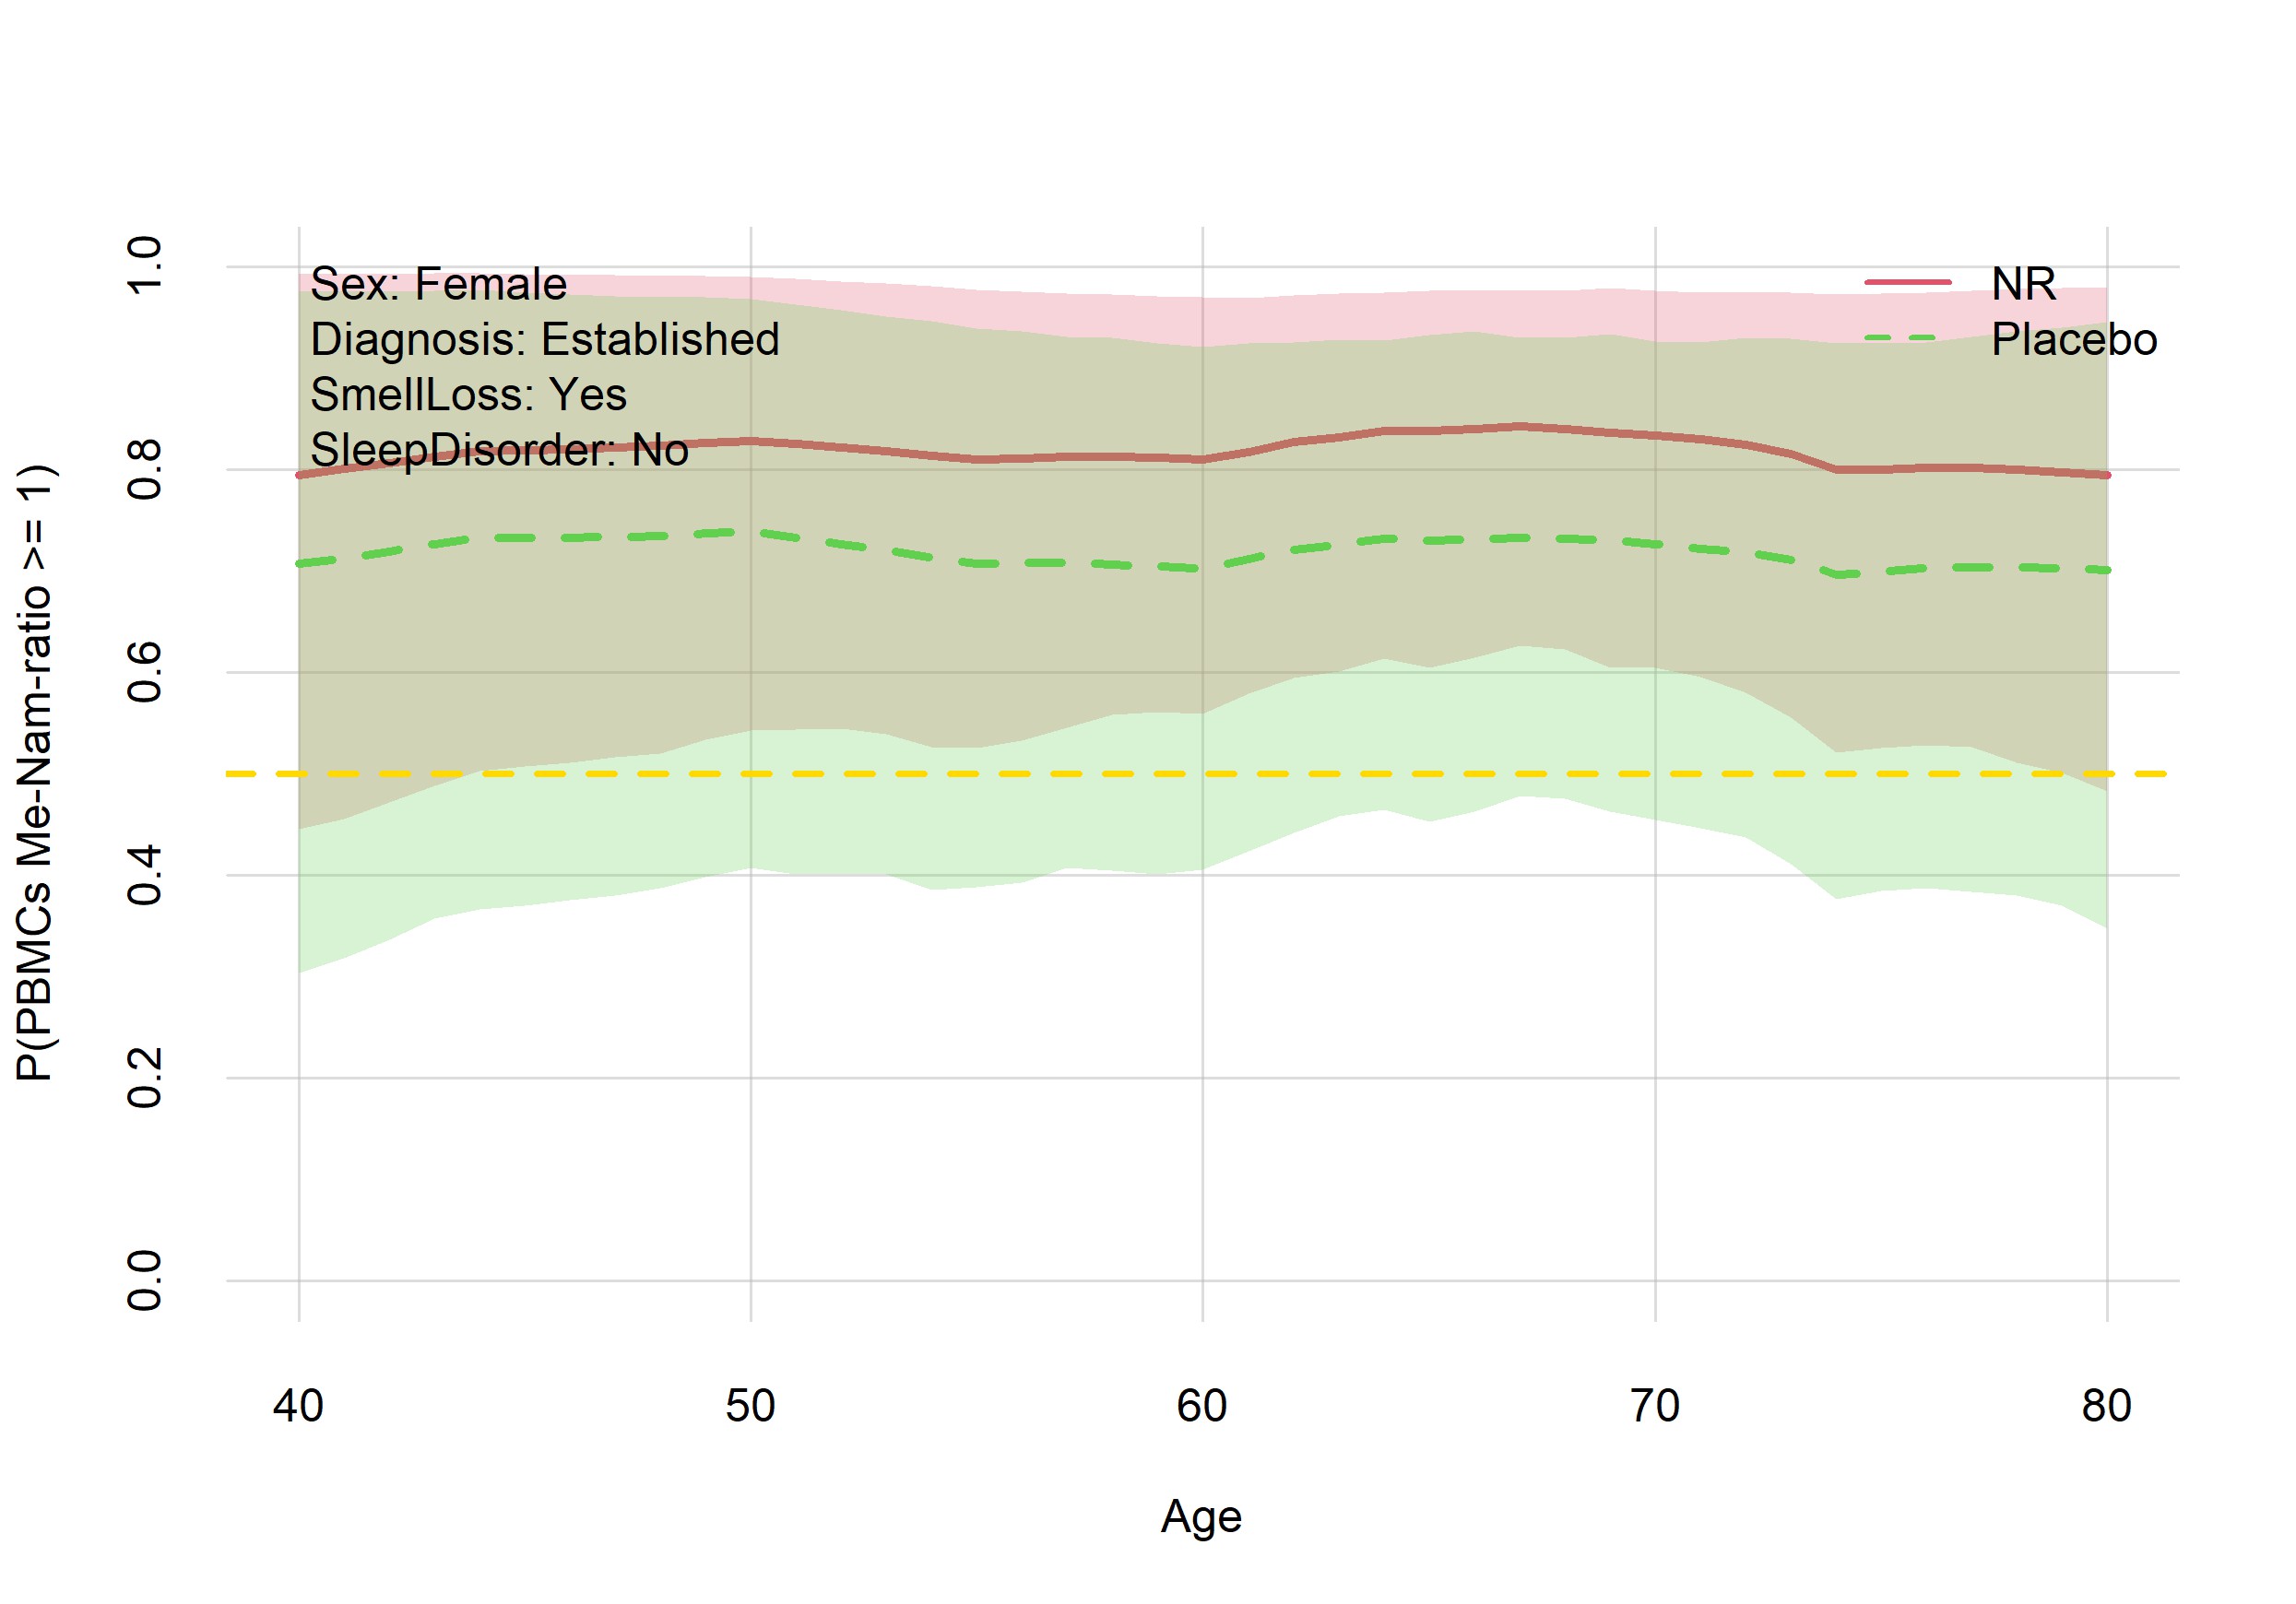 Sex: Female
Diagnosis: Established
SmellLoss: Yes
SleepDisorder: No
NR
Placebo
P(PBMCs Me-Nam-ratio >= 1)
1.0
0.8
0.6
0.4
0.2
0.0
40 50 60 70 80
Age